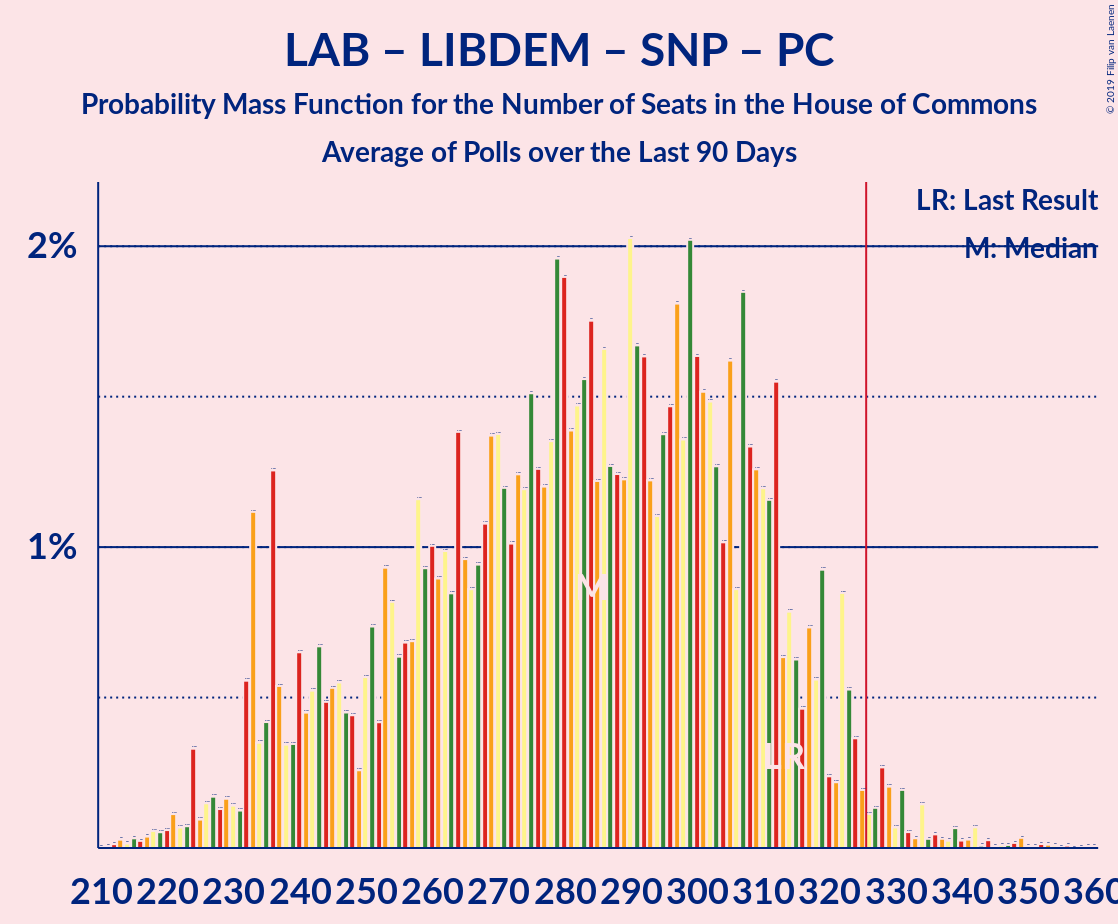 LAB – LIBDEM – SNP – PC
Probability Mass Function for the Number of Seats in the House of Commons
Average of Polls over the Last 90 Days
© 2019 Filip van Laenen
LR: Last Result
M: Median
2%
1%
M
LR
210 220 230 240 250 260 270 280 290 300 310 320 330 340 350 360